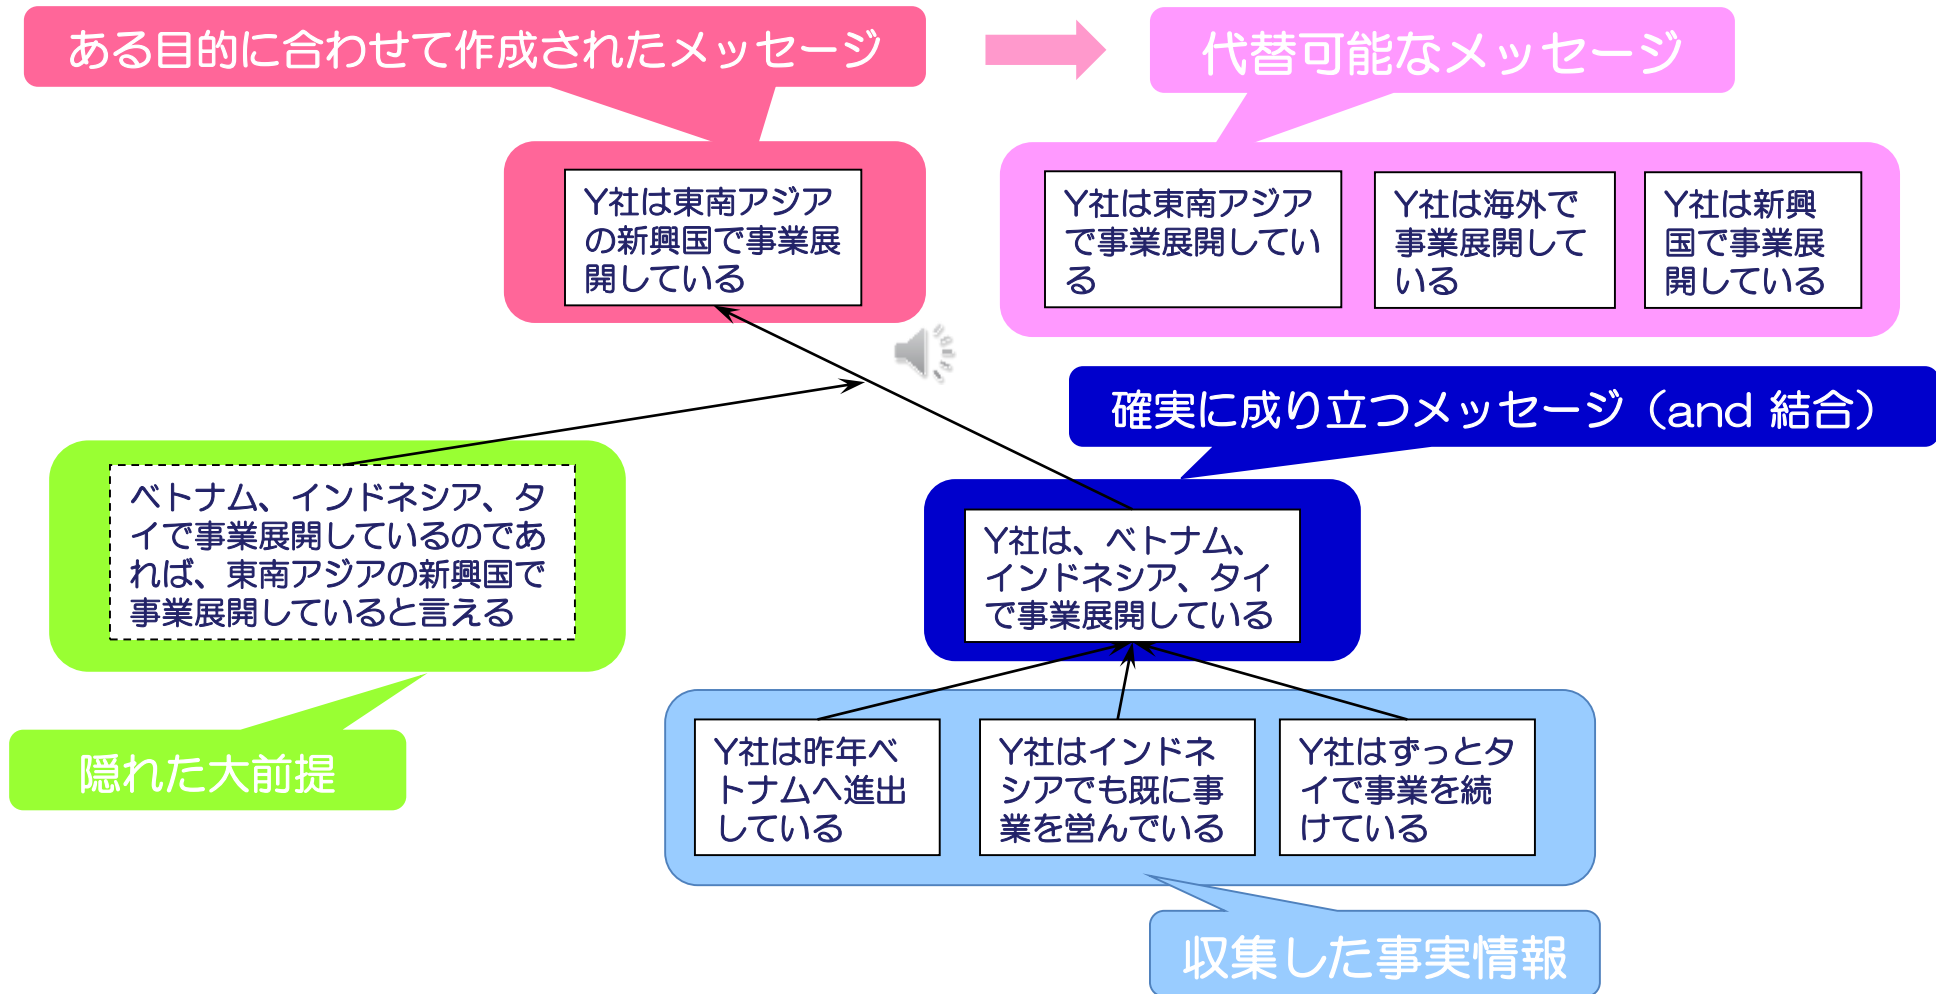 ある目的に合わせて作成されたメッセージ
代替可能なメッセージ
Y社は東南アジア
の新興国で事業展
開している
Y社は東南アジア
で事業展開してい
る
Y社は海外で
事業展開して
いる
Y社は新興
国で事業展
開している
確実に成り立つメッセージ（and 結合）
ベトナム、インドネシア、タ
イで事業展開しているのであ
れば、東南アジアの新興国で
事業展開していると言える
Y社は、ベトナム、
インドネシア、タイ
で事業展開している
隠れた大前提
Y社は昨年ベ
トナムへ進出
している
Y社はインドネ
シアでも既に事
業を営んでいる
Y社はずっとタ
イで事業を続
けている
収集した事実情報